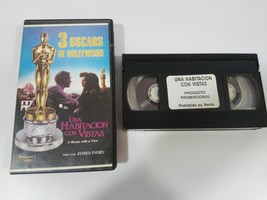 3 OSCARS
DE HOLLYWOOD
UNA
HABITACION
CON VISTAS
A Room with a View
JAMES IVORY
UNA HABITACION
CON VISTAS
PRODUCTO
PROMOCIONAL
Prohibida su Venta